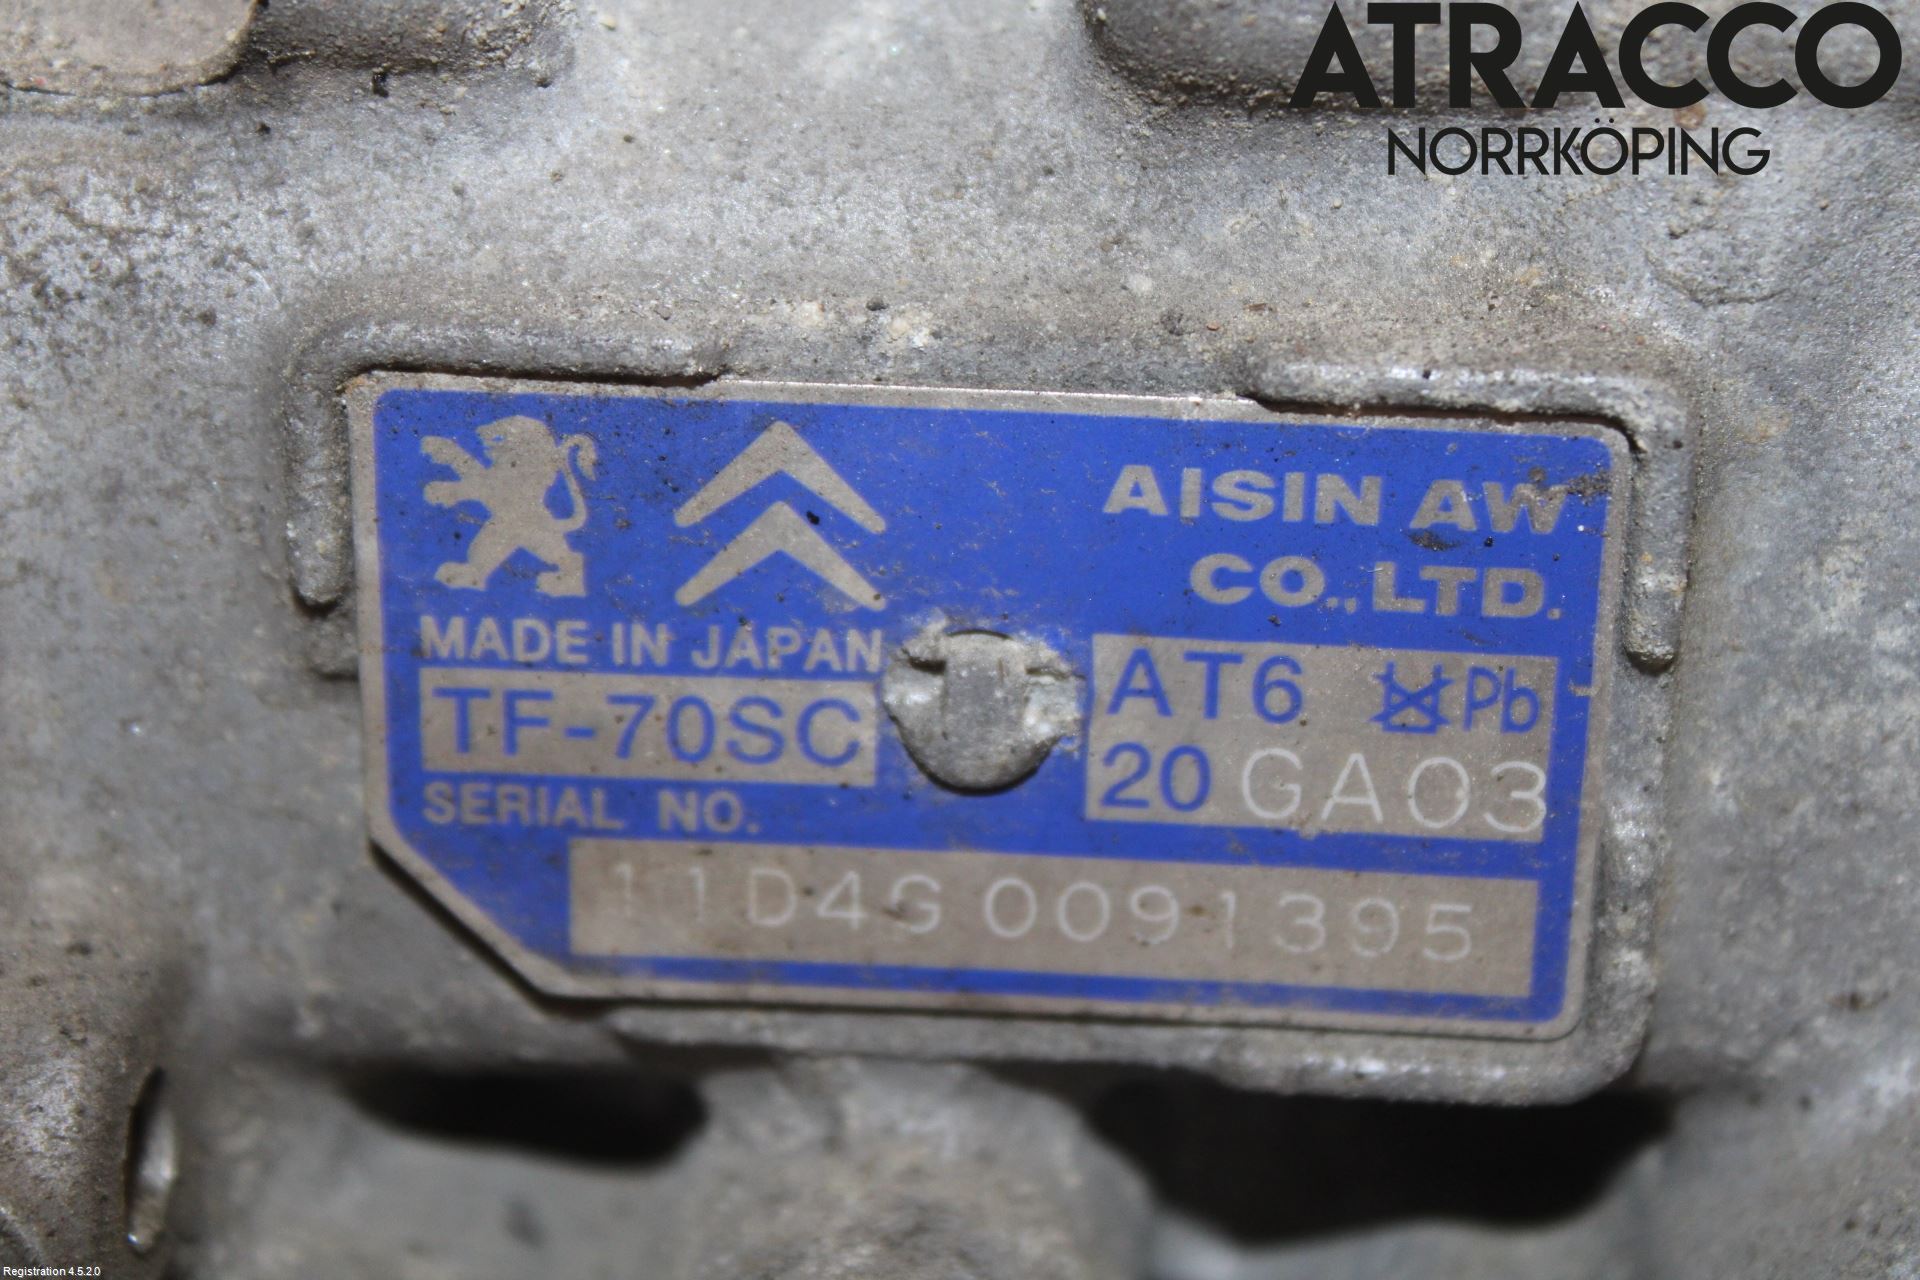 ATRACCO
NORRKÖPING
AISIN AW
CO.,LTD.
MADE IN JAPAN
TF-70SC
AT6 Pb
20 GA03
SERIAL NO.
11D4G 0091395
Registration 4.5.2.0